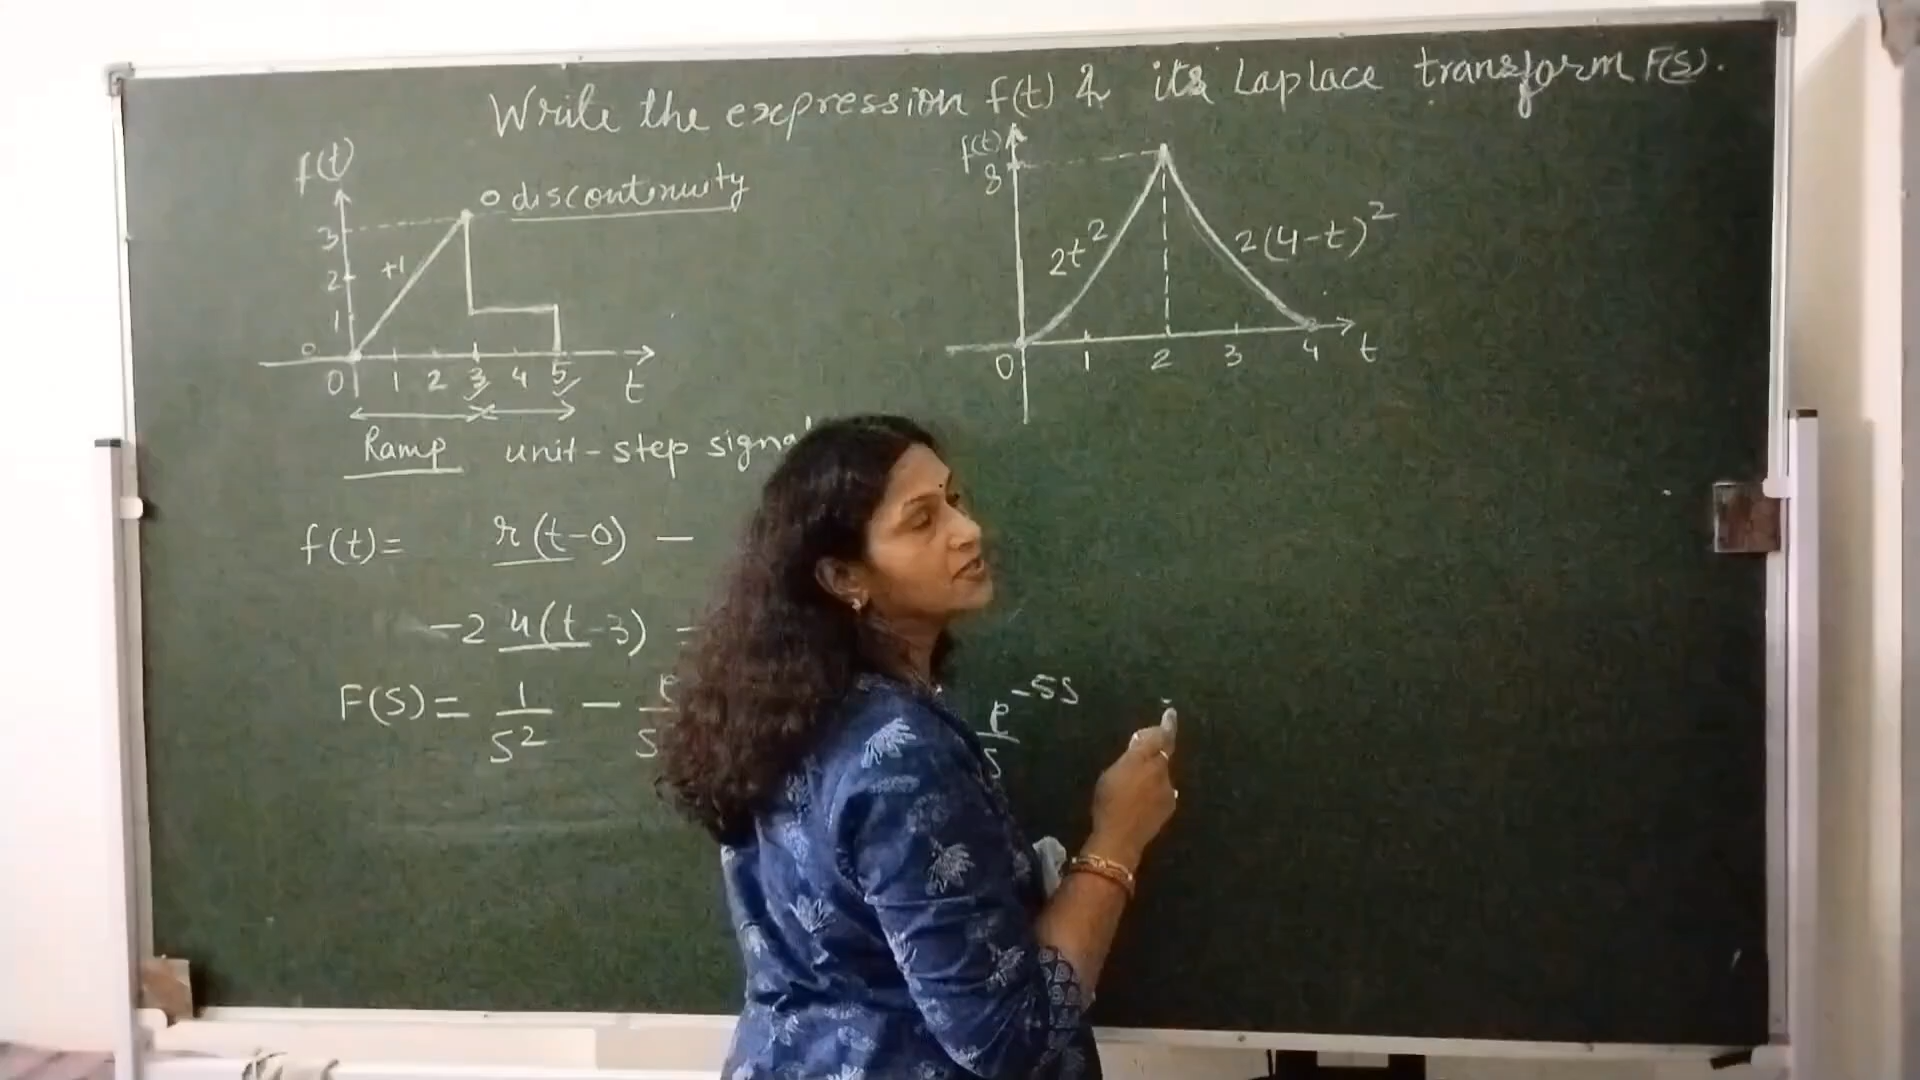 Write the expression f(t) & its Laplace transform F(S).
f(t)
discontinuity
3
2
1
0
+1
0 1 2 3 4 5 t
Ramp unit-step signal
f(t)
8
2t²
2(4-t)²
0 1 2 3 4 t
f(t)= r(t-0) -
-2 u(t-3) -
F(S)= 1/S² -
e^-5S/S